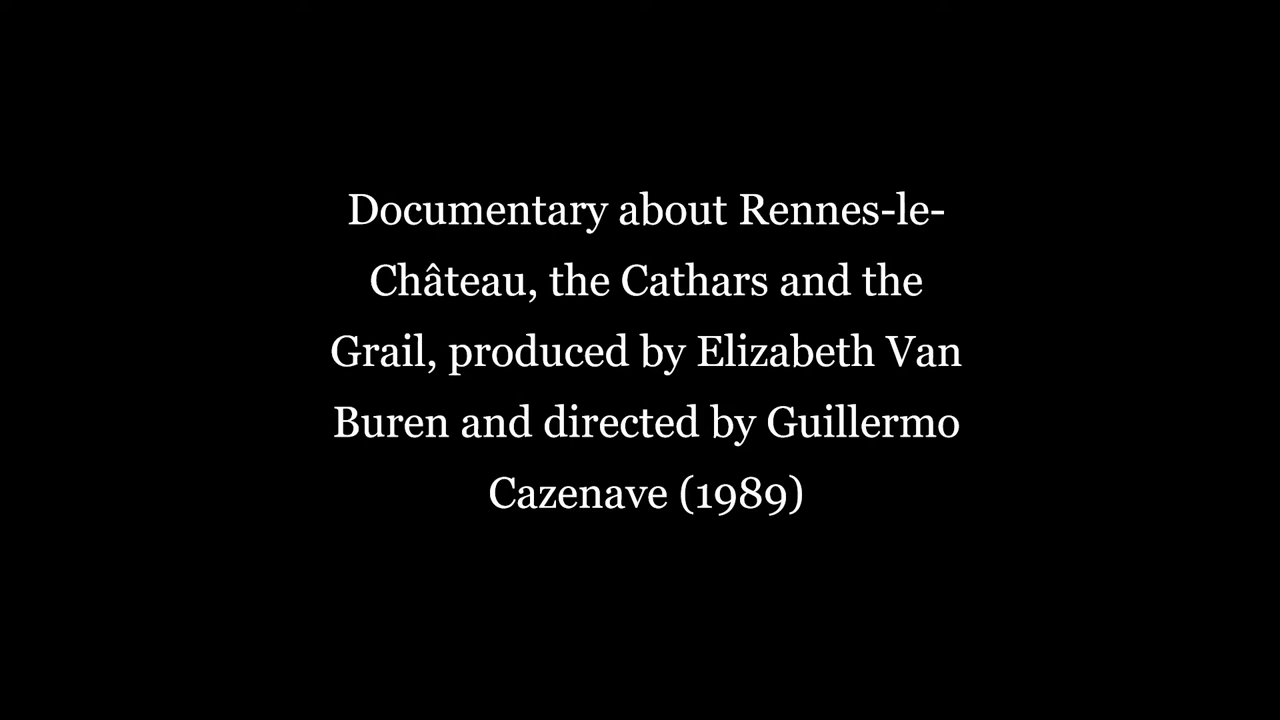 Documentary about Rennes-le-
Château, the Cathars and the
Grail, produced by Elizabeth Van
Buren and directed by Guillermo
Cazenave (1989)